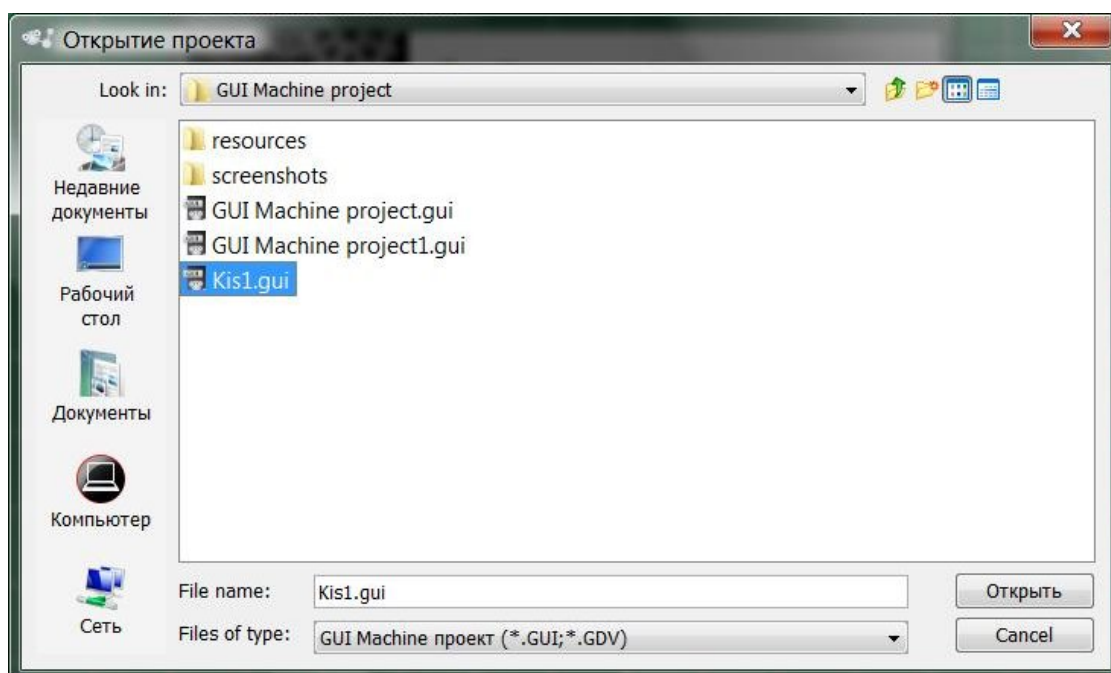 Открытие проекта
Look in:
GUI Machine project
Недавние
документы
Рабочий
стол
Документы
Компьютер
Сеть
resources
screenshots
GUI Machine project.gui
GUI Machine project1.gui
Kis1.gui
File name:
Kis1.gui
Открыть
Files of type:
GUI Machine проект (*.GUI;*.GDV)
Cancel